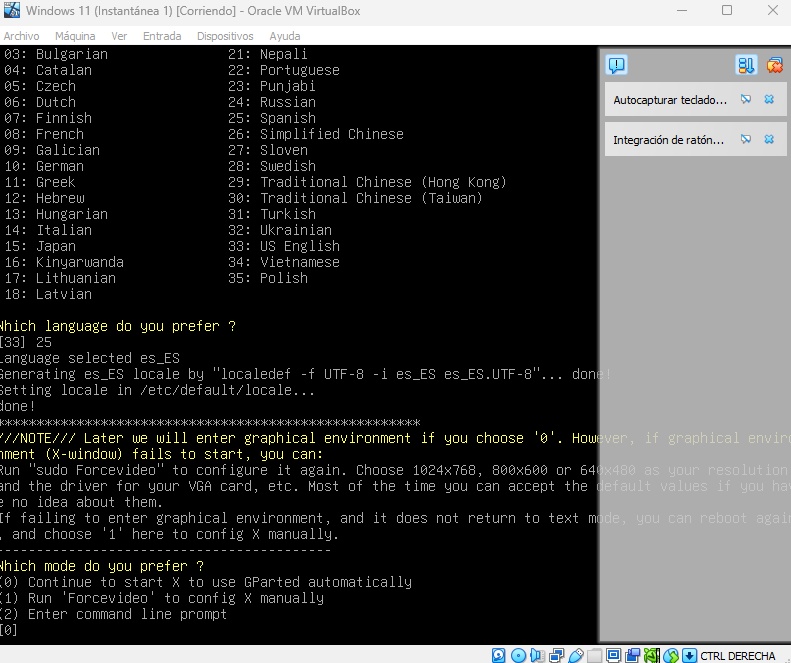 Windows 11 (Instantánea 1) [Corriendo] - Oracle VM VirtualBox
Archivo Máquina Ver Entrada Dispositivos Ayuda
03: Bulgarian 21: Nepali
04: Catalan 22: Portuguese
05: Czech 23: Punjabi
06: Dutch 24: Russian
07: Finnish 25: Spanish
08: French 26: Simplified Chinese
09: Galician 27: Sloven
10: German 28: Swedish
11: Greek 29: Traditional Chinese (Hong Kong)
12: Hebrew 30: Traditional Chinese (Taiwan)
13: Hungarian 31: Turkish
14: Italian 32: Ukrainian
15: Japan 33: US English
16: Kinyarwanda 34: Vietnamese
17: Lithuanian 35: Polish
18: Latvian
Autocapturar teclado...
Integración de ratón...
Which language do you prefer ?
[33] 25
Language selected es_ES
Generating es_ES locale by "localedef -f UTF-8 -i es_ES es_ES.UTF-8"... done!
Setting locale in /etc/default/locale...
done!
*****************************************************
///NOTE/// Later we will enter graphical environment if you choose '0'. However, if graphical enviro
nment (X-window) fails to start, you can:
Run "sudo Forcevideo" to configure it again. Choose 1024x768, 800x600 or 640x480 as your resolution,
and the driver for your VGA card, etc. Most of the time you can accept the default values if you hav
e no idea about them.
If failing to enter graphical environment, and it does not return to text mode, you can reboot again
, and choose '1' here to config X manually.
------------------------------------------
Which mode do you prefer ?
(0) Continue to start X to use GParted automatically
(1) Run 'Forcevideo' to config X manually
(2) Enter command line prompt
[0]
CTRL DERECHA